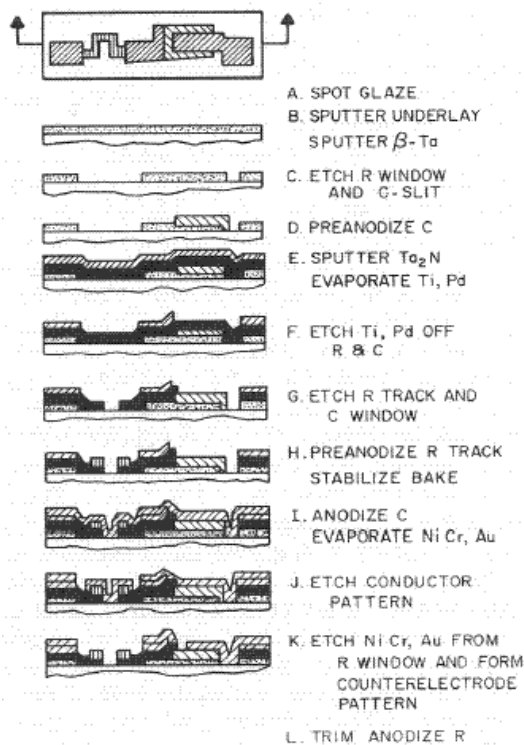 A. SPOT GLAZE
B. SPUTTER UNDERLAY
SPUTTER β-Ta
C. ETCH R WINDOW
AND C-SLIT
D. PREANODIZE C
E. SPUTTER Ta₂N
EVAPORATE Ti, Pd
F. ETCH Ti, Pd OFF
R & C
G. ETCH R TRACK AND
C WINDOW
H. PREANODIZE R TRACK
STABILIZE BAKE
I. ANODIZE C
EVAPORATE NiCr, Au
J. ETCH CONDUCTOR
PATTERN
K. ETCH NiCr, Au FROM
R WINDOW AND FORM
COUNTERELECTRODE
PATTERN
L. TRIM ANODIZE R